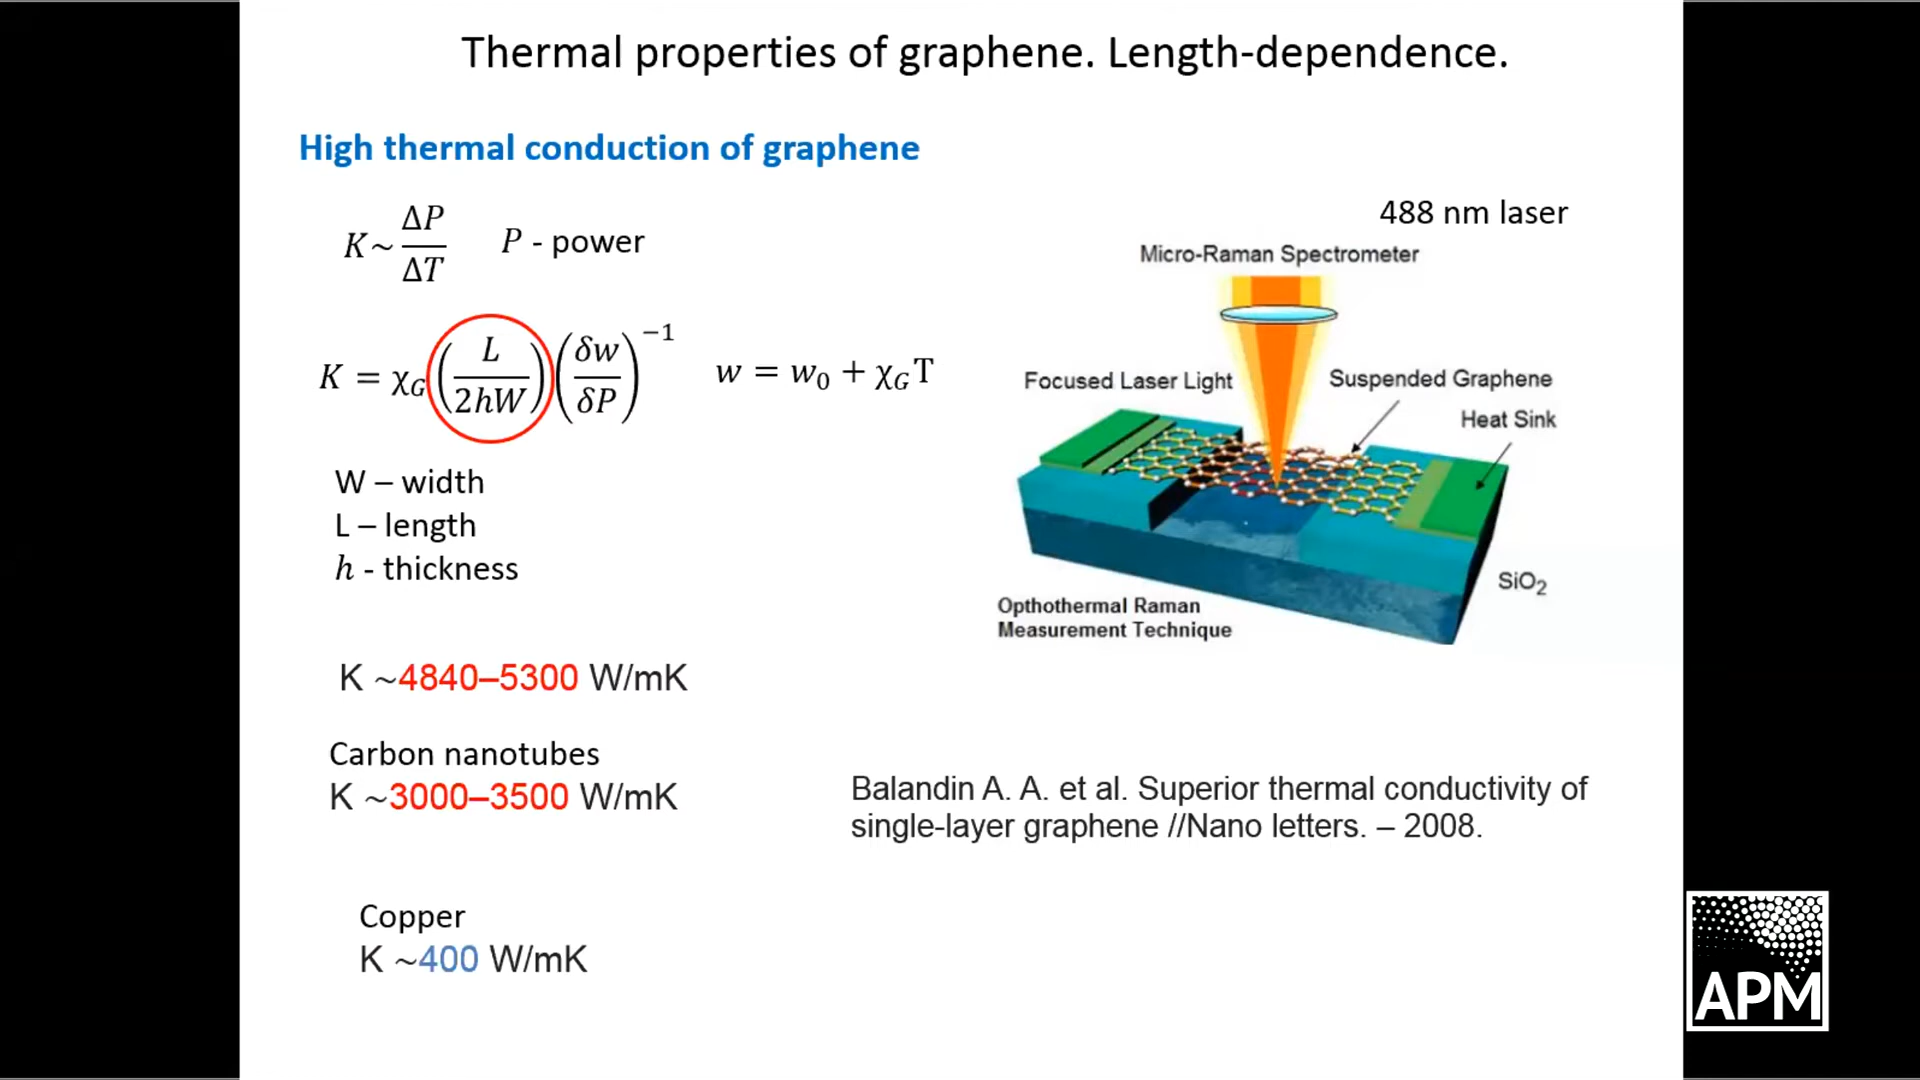 Thermal properties of graphene. Length-dependence.
High thermal conduction of graphene
K~ΔP/ΔT P - power
K = χ_G (L/2hW) (δw/δP)^−1 w = w_0 + χ_G T
W – width
L – length
h - thickness
K ~4840–5300 W/mK
Carbon nanotubes
K ~3000–3500 W/mK
Copper
K ~400 W/mK
488 nm laser
Micro-Raman Spectrometer
Focused Laser Light
Suspended Graphene
Heat Sink
SiO2
Opthothermal Raman
Measurement Technique
Balandin A. A. et al. Superior thermal conductivity of
single-layer graphene //Nano letters. – 2008.
APM